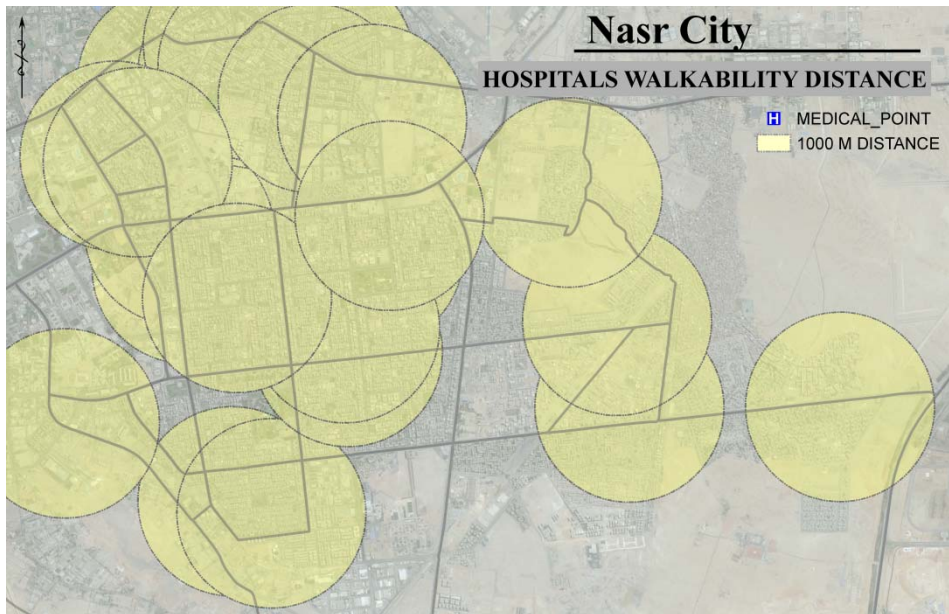 Nasr City
HOSPITALS WALKABILITY DISTANCE
H MEDICAL_POINT
1000 M DISTANCE